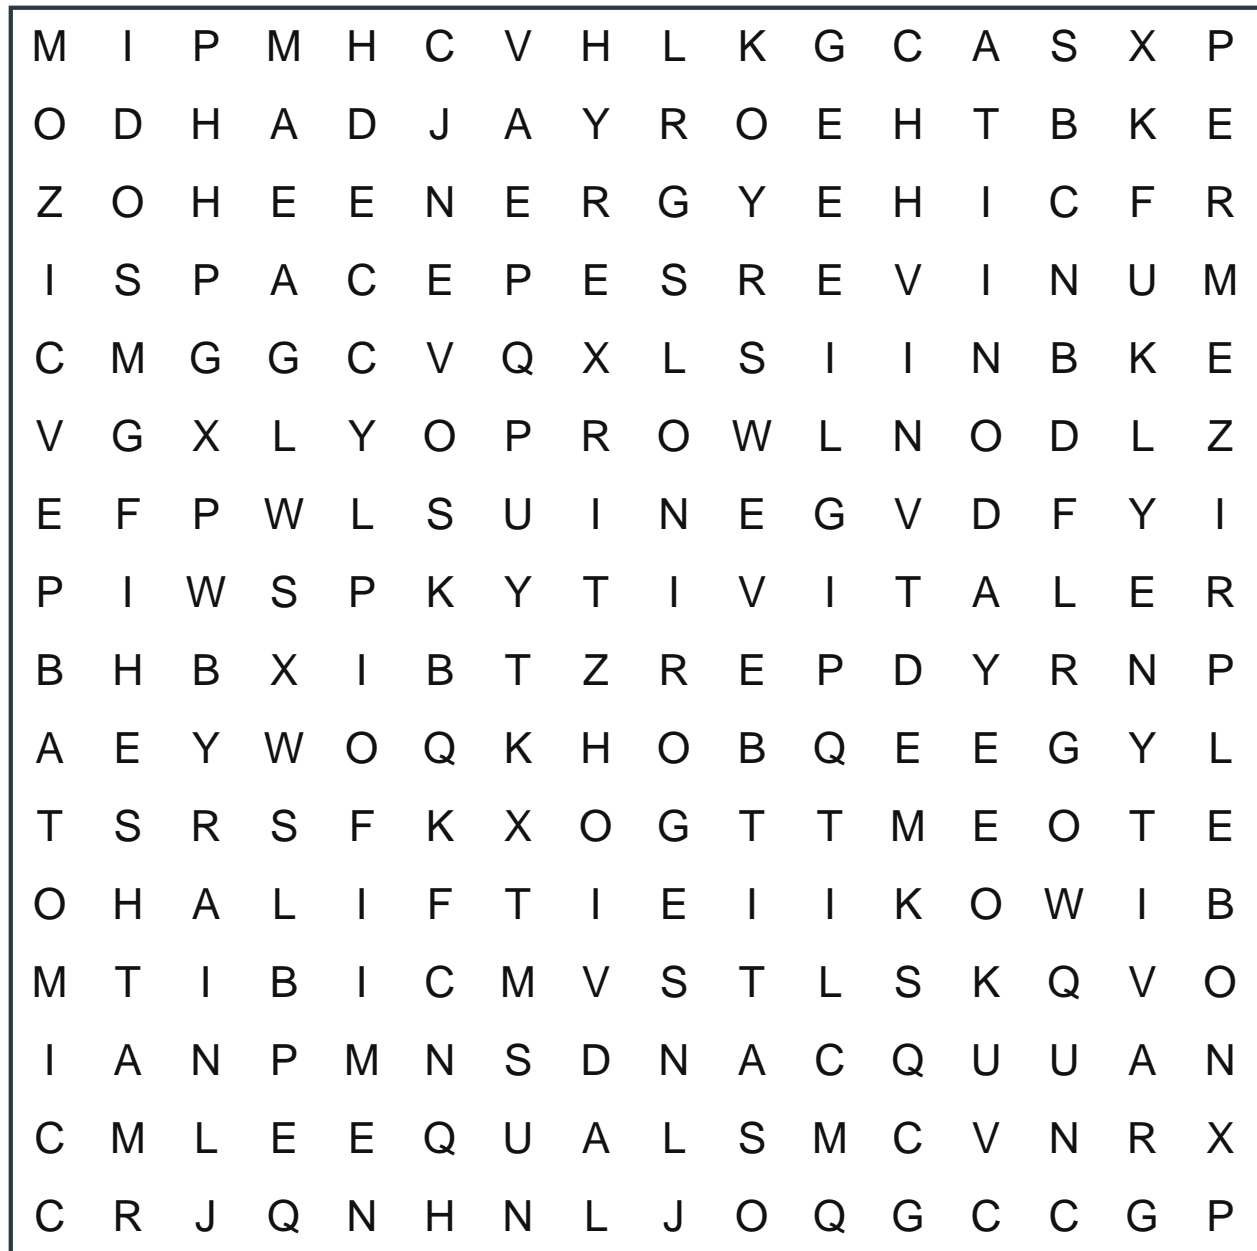 M I P M H C V H L K G C A S X P
O D H A D J A Y R O E H T B K E
Z O H E E N E R G Y E H I C F R
I S P A C E P E S R E V I N U M
C M G G C V Q X L S I I N B K E
V G X L Y O P R O W L N O D L Z
E F P W L S U I N E G V D F Y I
P I W S P K Y T I V I T A L E R
B H B X I B T Z R E P D Y R N P
A E Y W O Q K H O B Q E E G Y L
T S R S F K X O G T T M E O T E
O H A L I F T I E I I K O W I B
M T I B I C M V S T L S K Q V O
I A N P M N S D N A C Q U U A N
C M L E E Q U A L S M C V N R X
C R J Q N H N L J O Q G C C G P